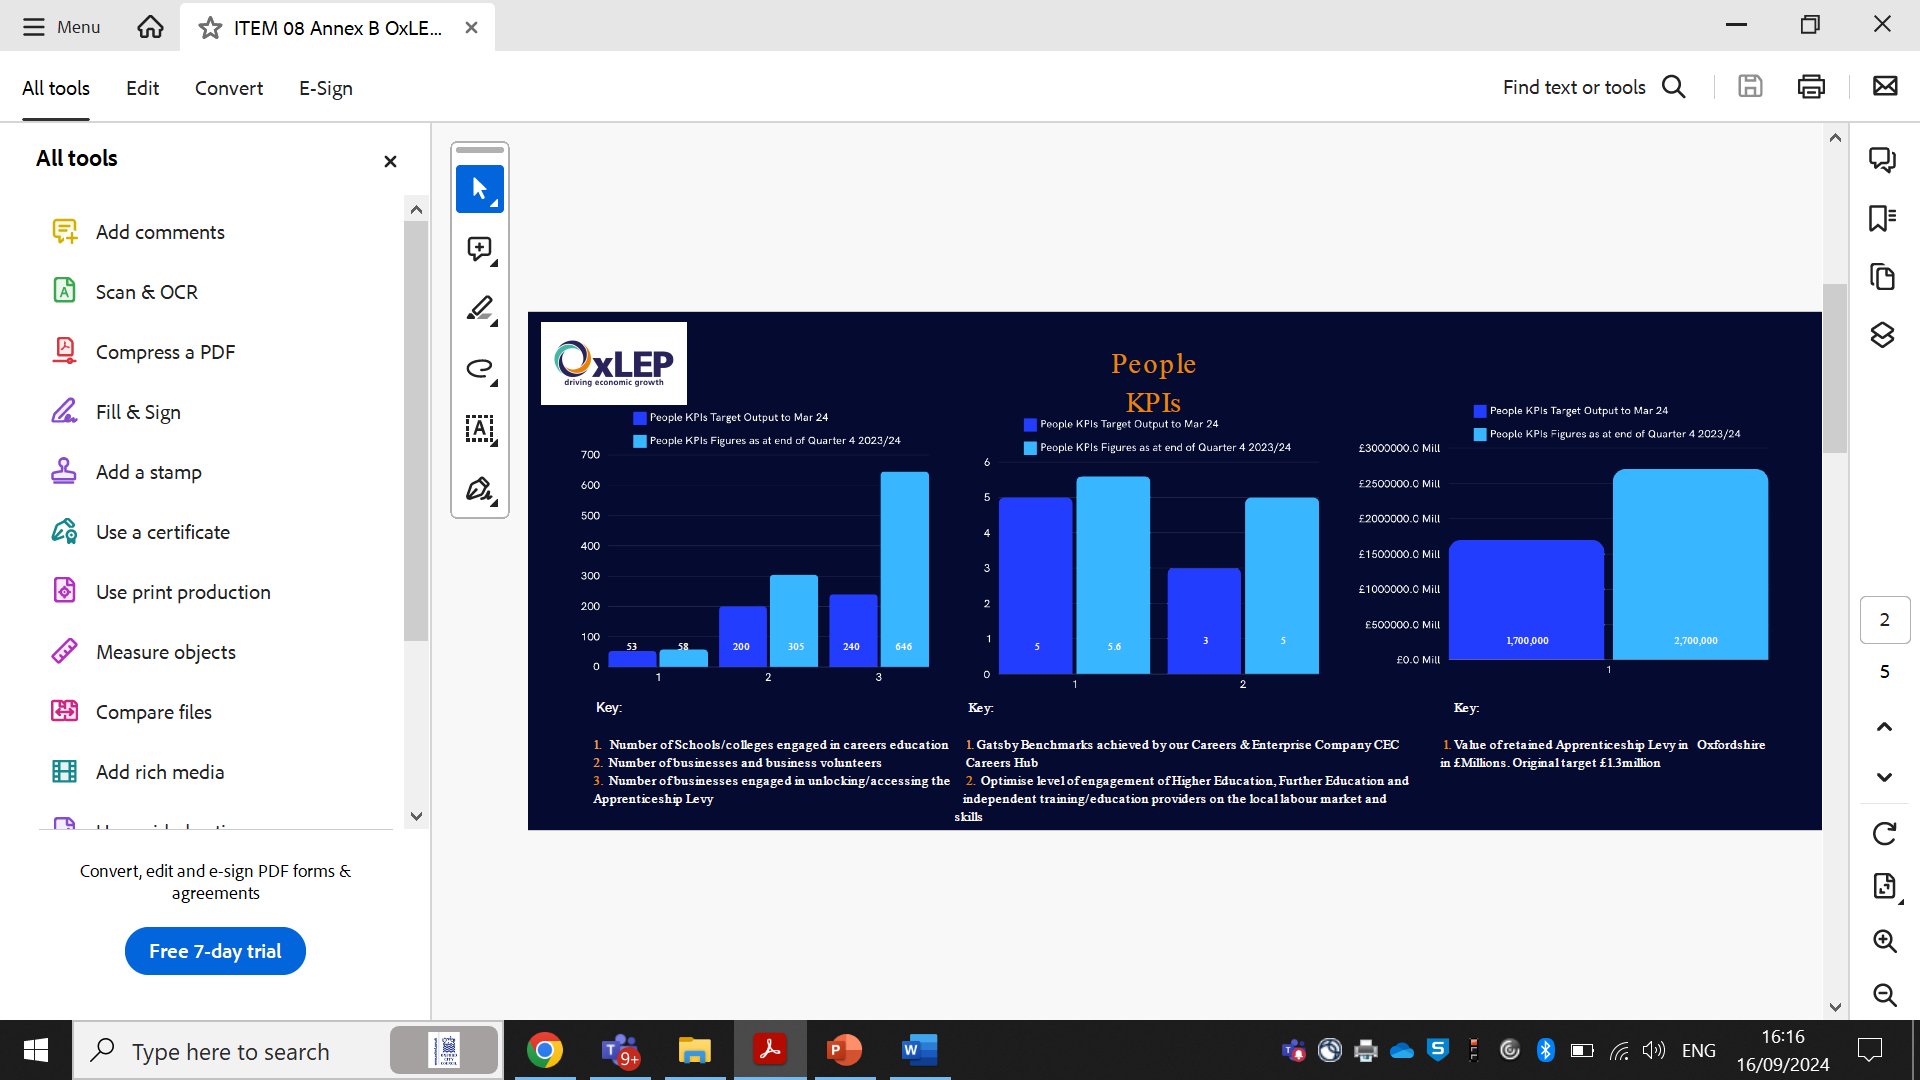 Menu
ITEM 08 Annex B OxLE...
All tools
Edit
Convert
E-Sign
Find text or tools
All tools
Add comments
Scan & OCR
Compress a PDF
Fill & Sign
Add a stamp
Use a certificate
Use print production
Measure objects
Compare files
Add rich media
Convert, edit and e-sign PDF forms &
agreements
Free 7-day trial
OxLEP
driving economic growth
People
KPIs
People KPIs Target Output to Mar 24
People KPIs Figures as at end of Quarter 4 2023/24
700
600
500
400
300
200
100
0
53
58
200
305
240
646
1
2
3
Key:
1. Number of Schools/colleges engaged in careers education
2. Number of businesses and business volunteers
3. Number of businesses engaged in unlocking/accessing the
Apprenticeship Levy
People KPIs Target Output to Mar 24
People KPIs Figures as at end of Quarter 4 2023/24
6
5
4
3
2
1
0
5
5.6
3
5
1
2
Key:
1. Gatsby Benchmarks achieved by our Careers & Enterprise Company CEC
Careers Hub
2. Optimise level of engagement of Higher Education, Further Education and
independent training/education providers on the local labour market and
skills
People KPIs Target Output to Mar 24
People KPIs Figures as at end of Quarter 4 2023/24
£3000000.0 Mill
£2500000.0 Mill
£2000000.0 Mill
£1500000.0 Mill
£1000000.0 Mill
£500000.0 Mill
£0.0 Mill
1,700,000
2,700,000
1
Key:
1. Value of retained Apprenticeship Levy in Oxfordshire
in £Millions. Original target £1.3million
2
5
Type here to search
9+
ENG
16:16
16/09/2024